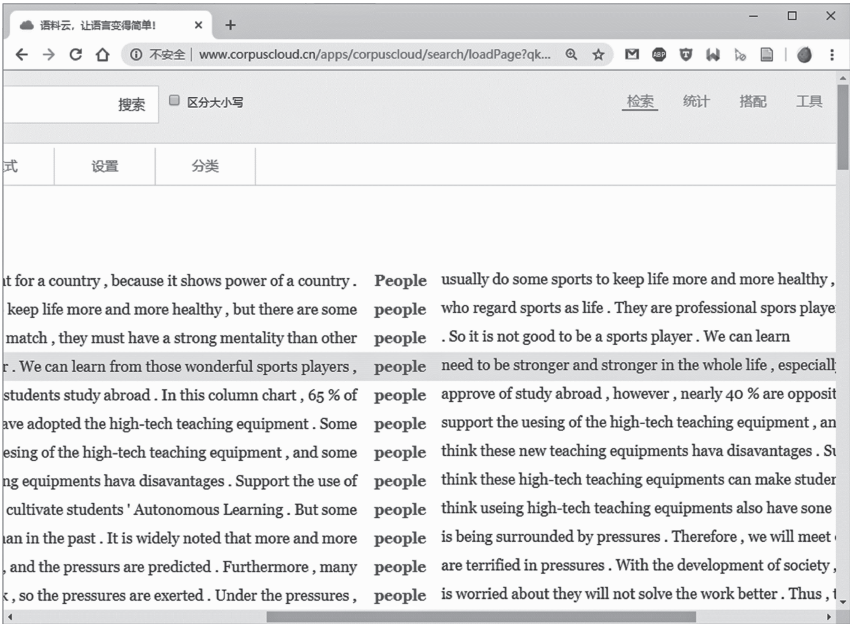 语料云，让语言变得简单!
不安全 www.corpuscloud.cn/apps/corpuscloud/search/loadPage?qk...
搜索 区分大小写 检索 统计 搭配 工具
式 设置 分类
nt for a country , because it shows power of a country . People usually do some sports to keep life more and more healthy ,
keep life more and more healthy , but there are some people who regard sports as life . They are professional spors playe
match , they must have a strong mentality than other people . So it is not good to be a sports player . We can learn
r . We can learn from those wonderful sports players , people need to be stronger and stronger in the whole life , especially
students study abroad . In this column chart , 65 % of people approve of study abroad , however , nearly 40 % are opposit
ave adopted the high-tech teaching equipment . Some people support the uesing of the high-tech teaching equipment , an
esing of the high-tech teaching equipment , and some people think these new teaching equipments hava disavantages . Su
ng equipments hava disavantages . Support the use of people think these high-tech teaching equipments can make studen
cultivate students ' Autonomous Learning . But some people think useing high-tech teaching equipments also have sone
an in the past . It is widely noted that more and more people is being surrounded by pressures . Therefore , we will meet
, and the pressurs are predicted . Furthermore , many people are terrified in pressures . With the development of society ,
k , so the pressures are exerted . Under the pressures , people is worried about they will not solve the work better . Thus , t